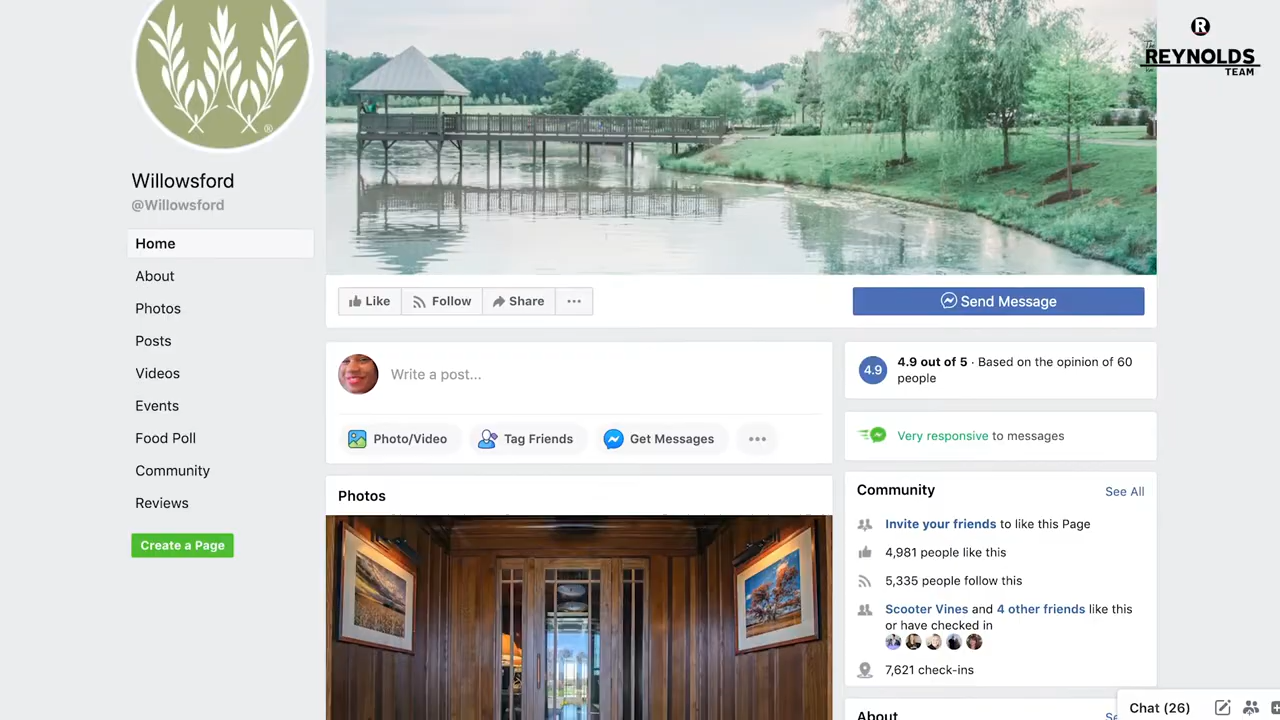 R
REYNOLDS
TEAM
®
Willowsford
@Willowsford
Home
About
Photos
Posts
Videos
Events
Food Poll
Community
Reviews
Create a Page
Like
Follow
Share
Send Message
Write a post...
Photo/Video
Tag Friends
Get Messages
Photos
4.9
4.9 out of 5 · Based on the opinion of 60
people
Very responsive to messages
Community
See All
Invite your friends to like this Page
4,981 people like this
5,335 people follow this
Scooter Vines and 4 other friends like this
or have checked in
7,621 check-ins
About
Chat (26)